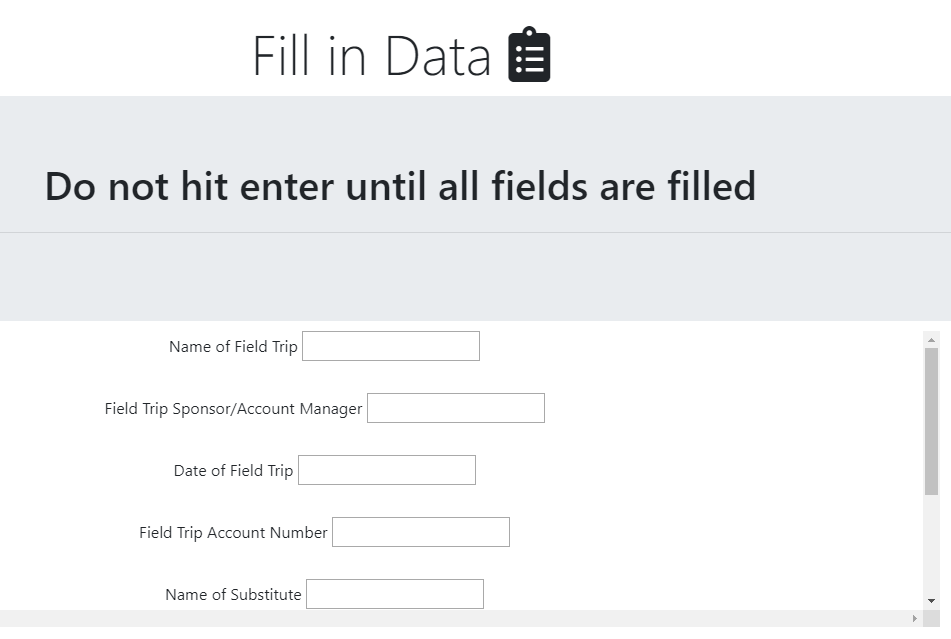 Fill in Data
Do not hit enter until all fields are filled
Name of Field Trip
Field Trip Sponsor/Account Manager
Date of Field Trip
Field Trip Account Number
Name of Substitute